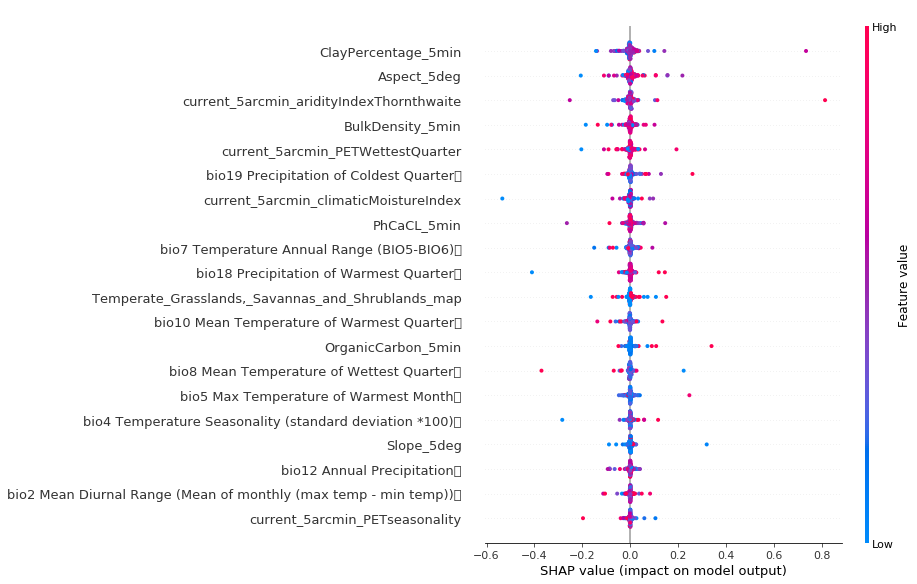 High
ClayPercentage_5min
Aspect_5deg
current_5arcmin_aridityIndexThornthwaite
BulkDensity_5min
current_5arcmin_PETWettestQuarter
bio19 Precipitation of Coldest Quarter
current_5arcmin_climaticMoistureIndex
PhCaCL_5min
bio7 Temperature Annual Range (BIO5-BIO6)
bio18 Precipitation of Warmest Quarter
Temperate_Grasslands,_Savannas_and_Shrublands_map
bio10 Mean Temperature of Warmest Quarter
OrganicCarbon_5min
bio8 Mean Temperature of Wettest Quarter
bio5 Max Temperature of Warmest Month
bio4 Temperature Seasonality (standard deviation *100)
Slope_5deg
bio12 Annual Precipitation
bio2 Mean Diurnal Range (Mean of monthly (max temp - min temp))
current_5arcmin_PETseasonality
Feature value
Low
−0.6 −0.4 −0.2 0.0 0.2 0.4 0.6 0.8
SHAP value (impact on model output)